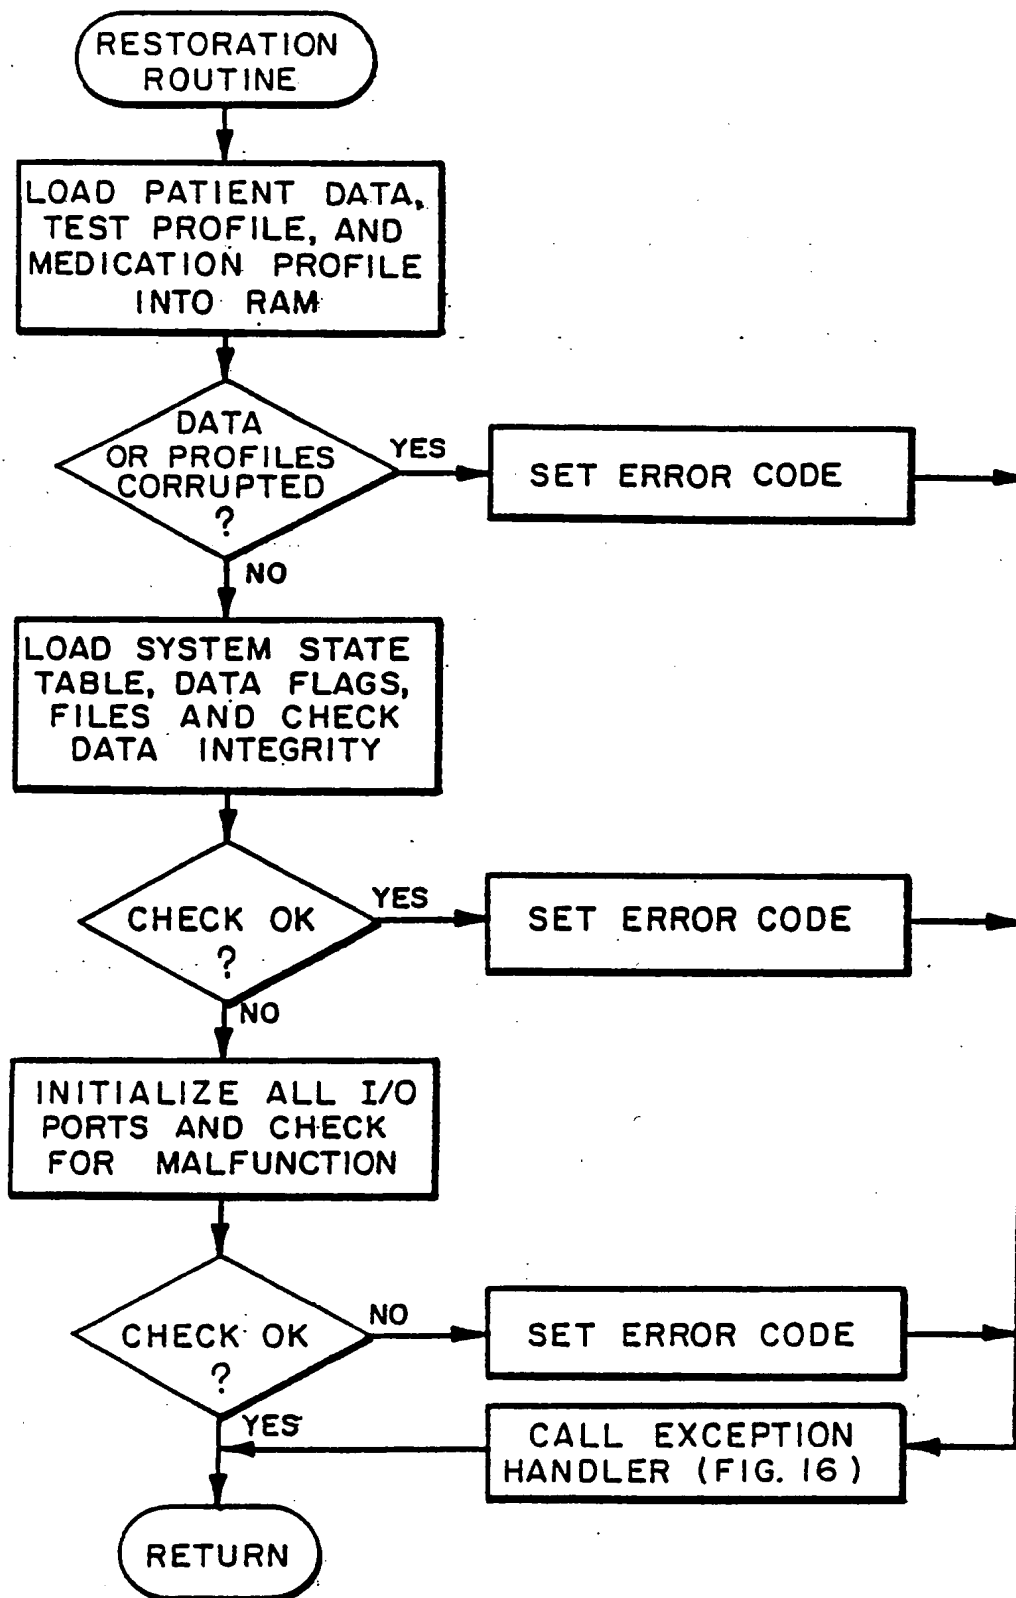 RESTORATION
ROUTINE
LOAD PATIENT DATA,
TEST PROFILE, AND
MEDICATION PROFILE
INTO RAM
DATA
OR PROFILES
CORRUPTED
?
YES
SET ERROR CODE
NO
LOAD SYSTEM STATE
TABLE, DATA FLAGS,
FILES AND CHECK
DATA INTEGRITY
CHECK OK
?
YES
SET ERROR CODE
NO
INITIALIZE ALL I/O
PORTS AND CHECK
FOR MALFUNCTION
CHECK OK
?
NO
SET ERROR CODE
YES
CALL EXCEPTION
HANDLER (FIG. 16)
RETURN